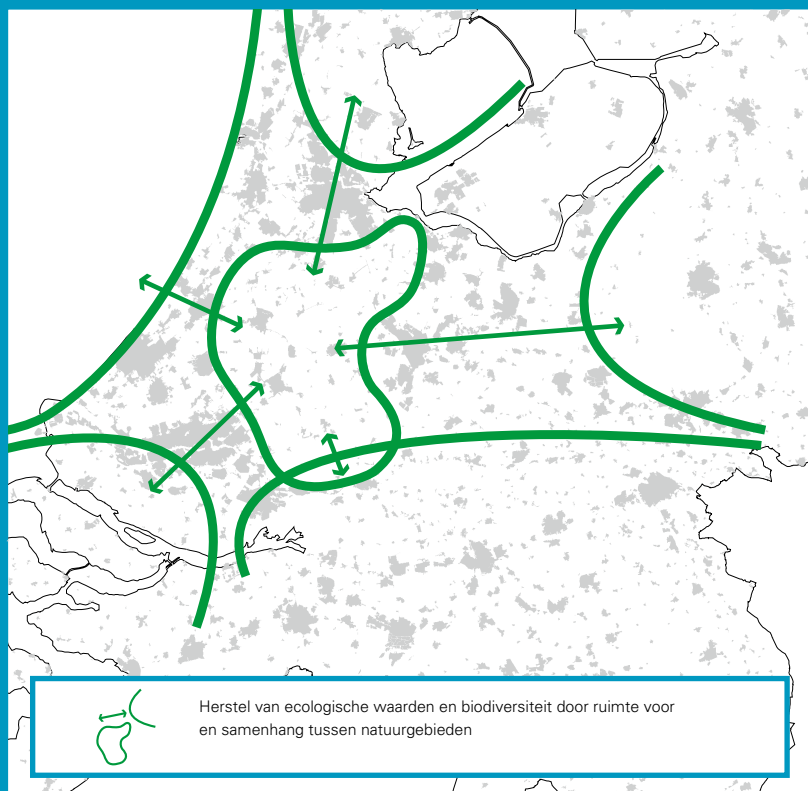 Herstel van ecologische waarden en biodiversiteit door ruimte voor
en samenhang tussen natuurgebieden